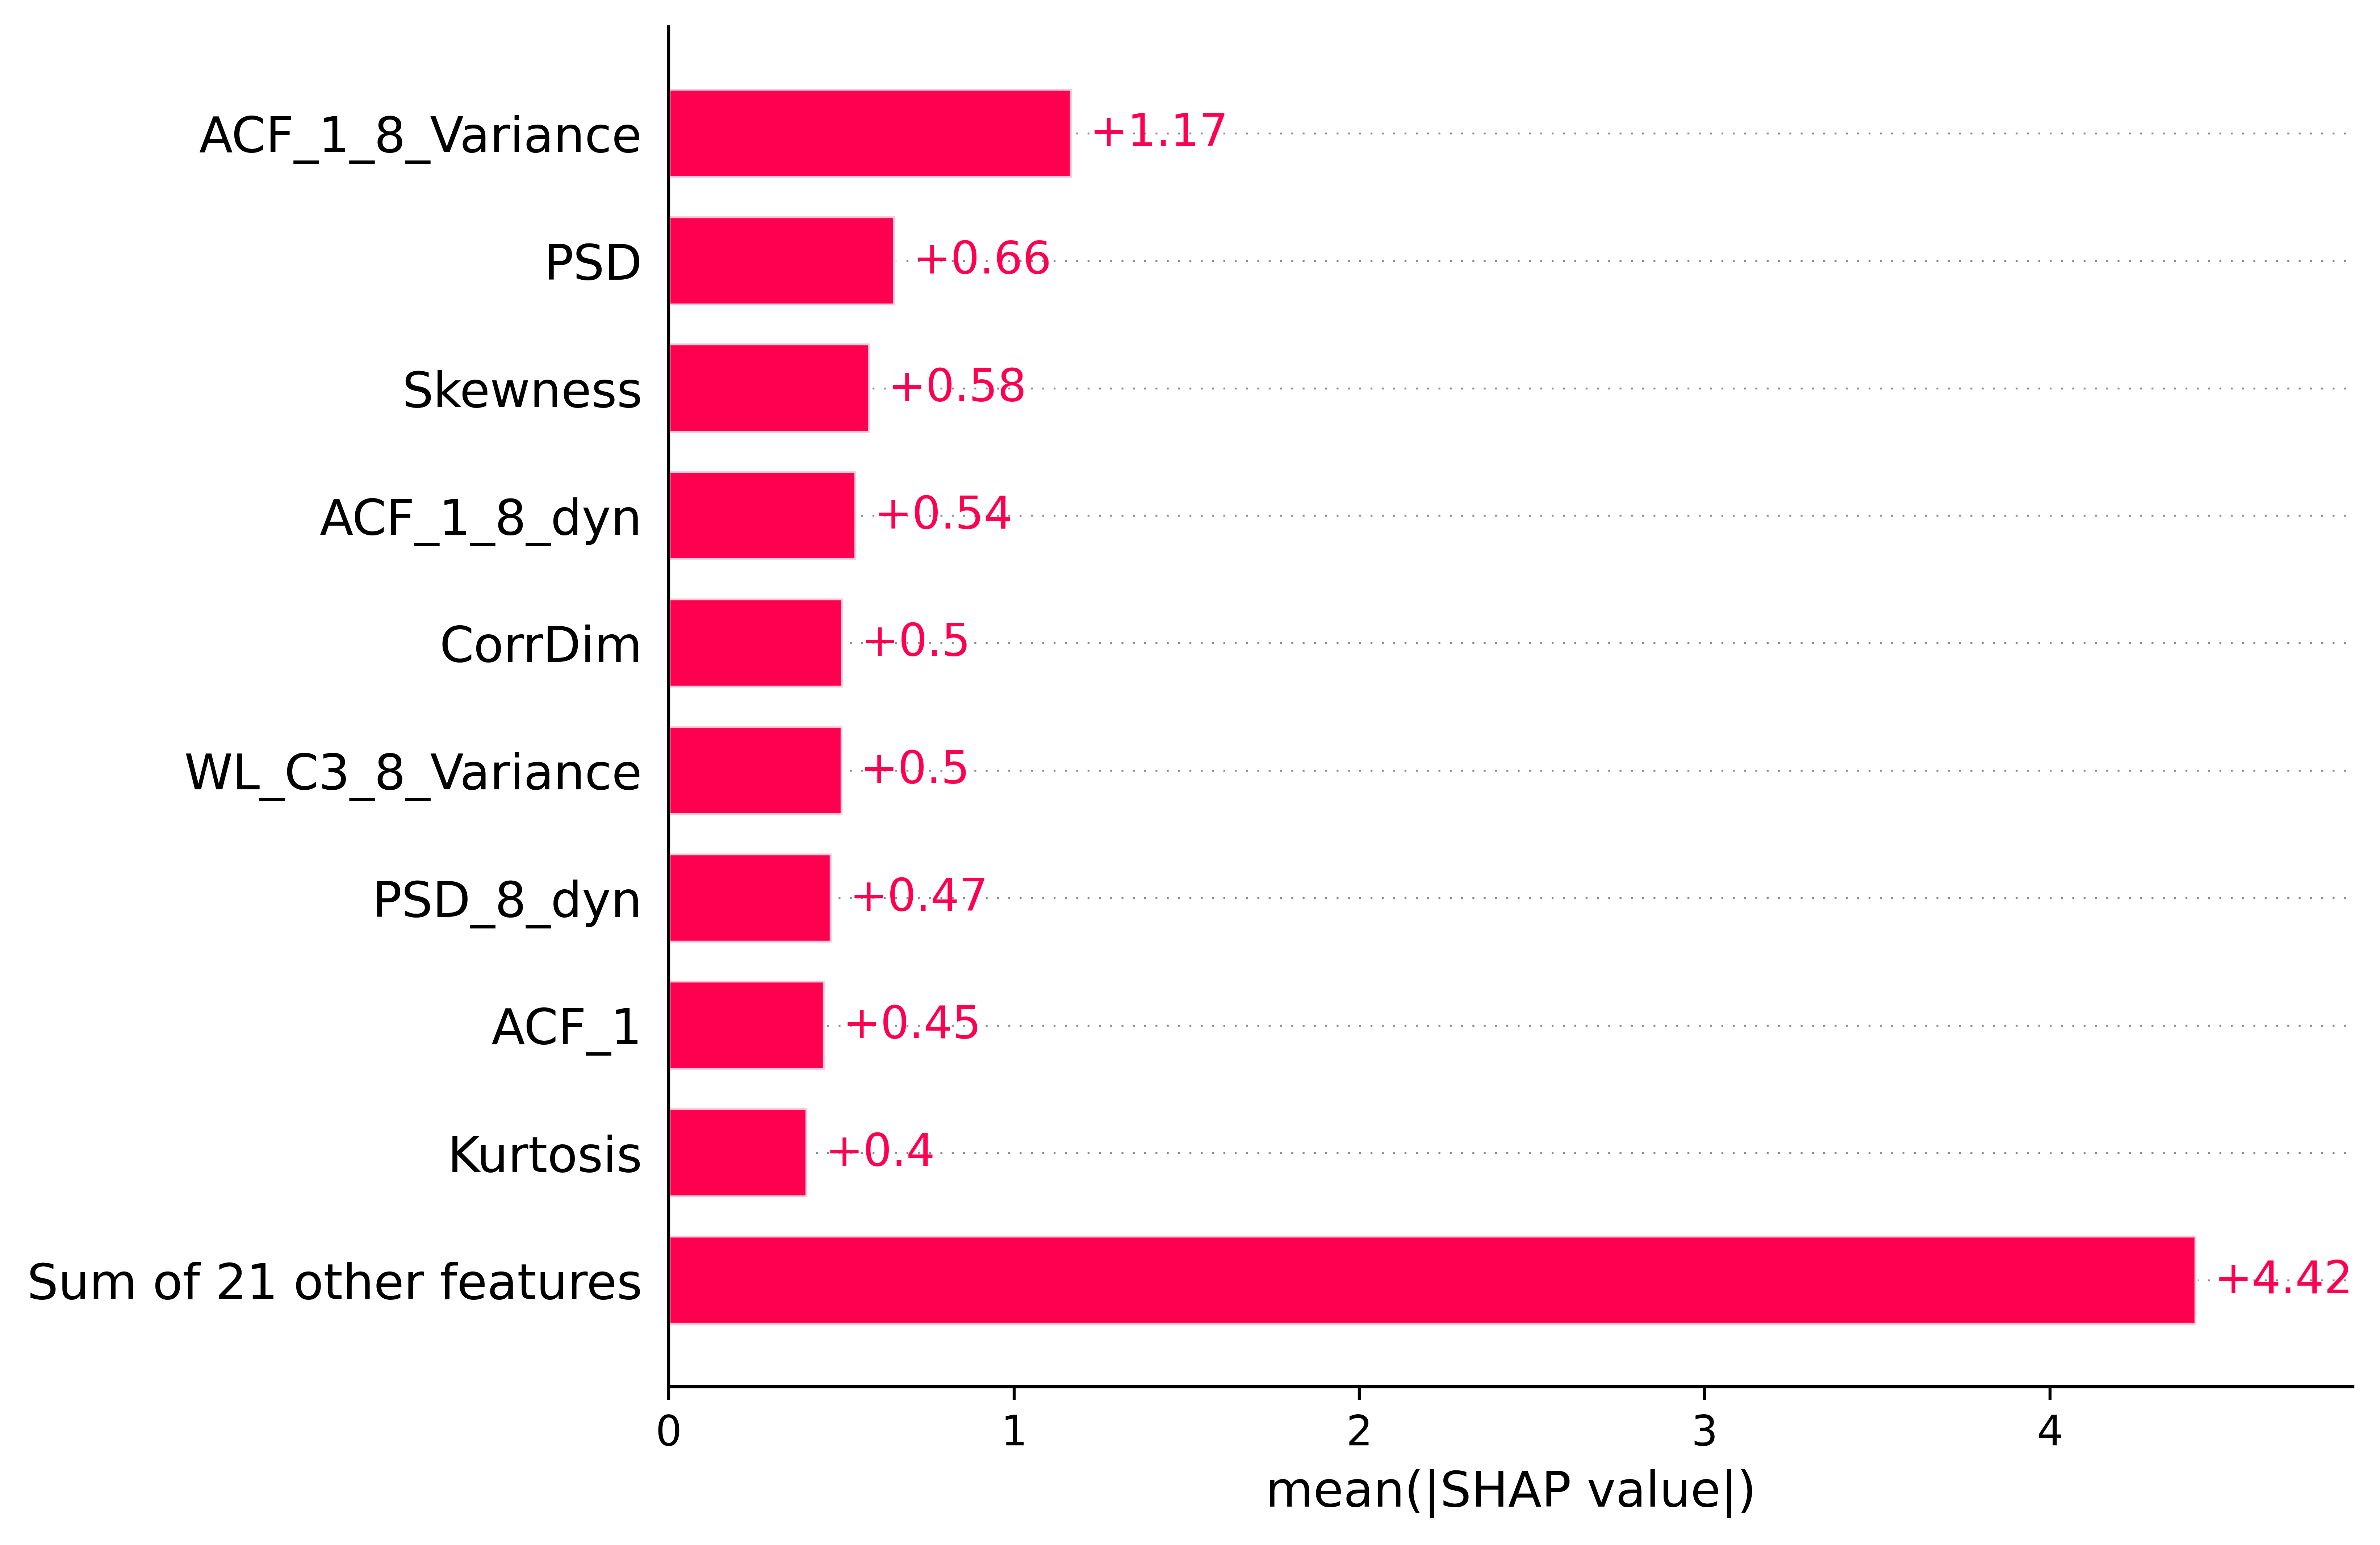 ACF_1_8_Variance +1.17
PSD +0.66
Skewness +0.58
ACF_1_8_dyn +0.54
CorrDim +0.5
WL_C3_8_Variance +0.5
PSD_8_dyn +0.47
ACF_1 +0.45
Kurtosis +0.4
Sum of 21 other features +4.42
0 1 2 3 4
mean(|SHAP value|)